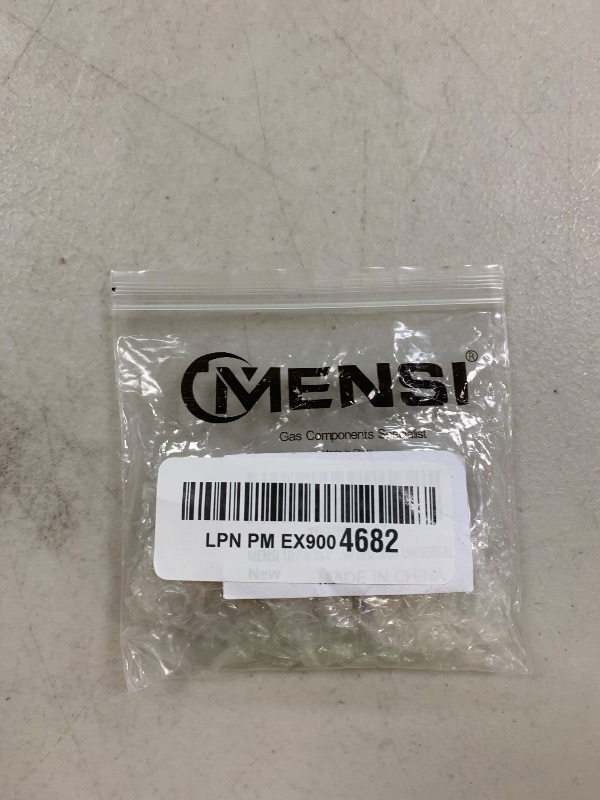 MENSI®
Gas Components Specialist
LPN PM EX900 4682
New
MADE IN CHINA